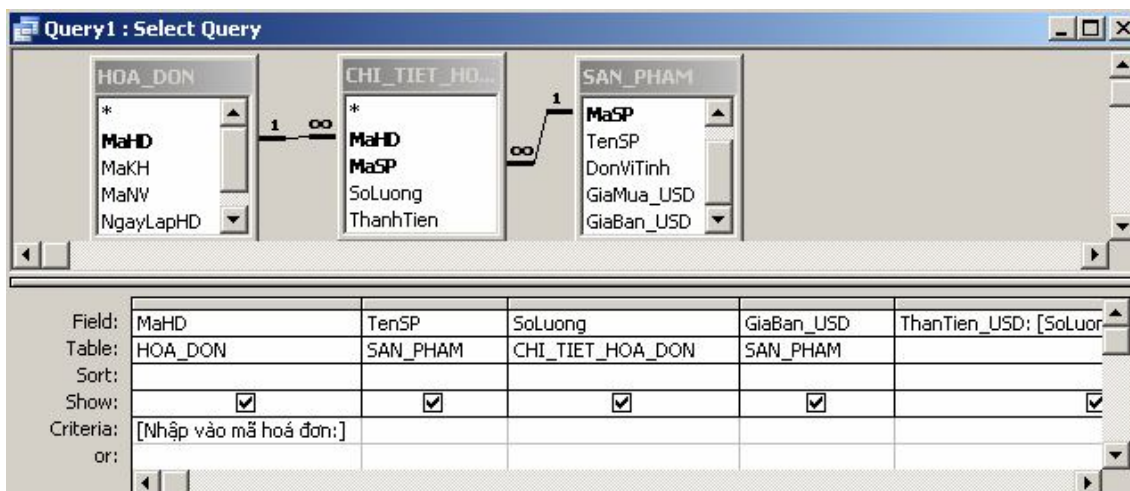 Query1 : Select Query
HOA_DON
*
MaHD
MaKH
MaNV
NgayLapHD
1 ∞
CHI_TIET_HO...
*
MaHD
MaSP
SoLuong
ThanhTien
∞ 1
SAN_PHAM
MaSP
TenSP
DonViTinh
GiaMua_USD
GiaBan_USD
Field: MaHD TenSP SoLuong GiaBan_USD ThanTien_USD: [SoLuon
Table: HOA_DON SAN_PHAM CHI_TIET_HOA_DON SAN_PHAM
Sort:
Show:
Criteria: [Nhập vào mã hoá đơn:]
or: